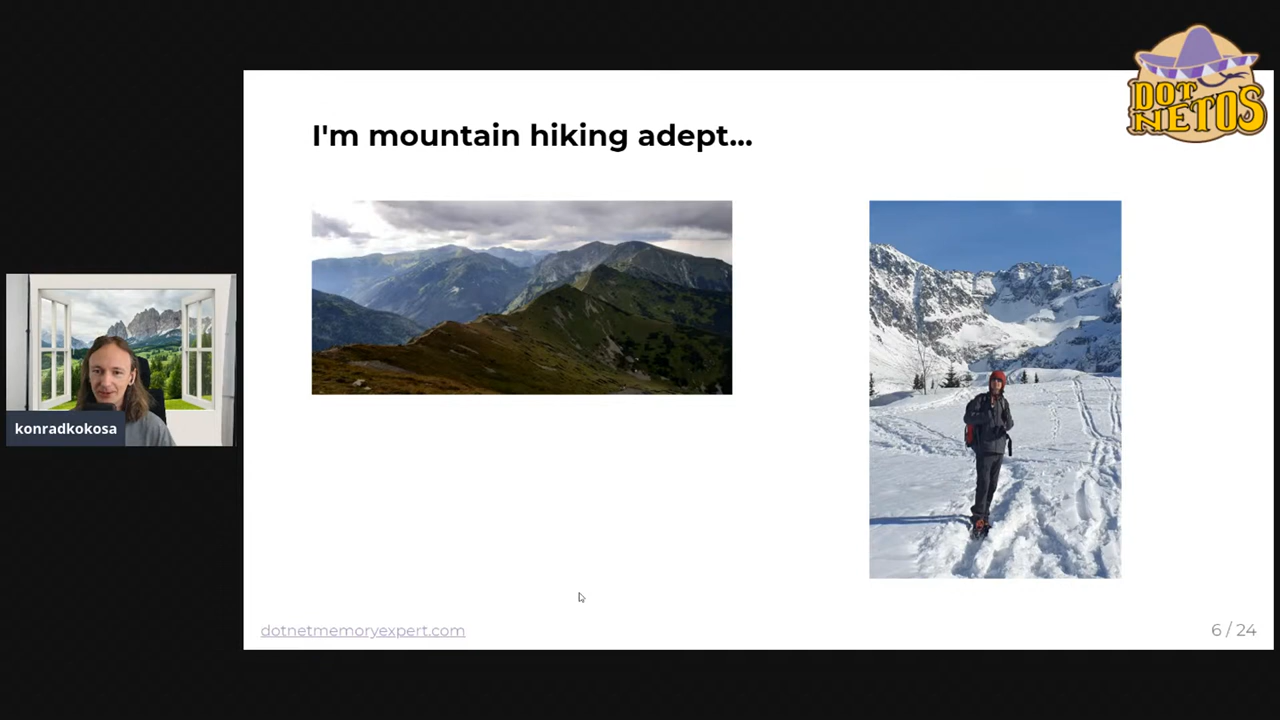 DOT
NETOS
I'm mountain hiking adept...
konradkokosa
dotnetmemoryexpert.com
6 / 24